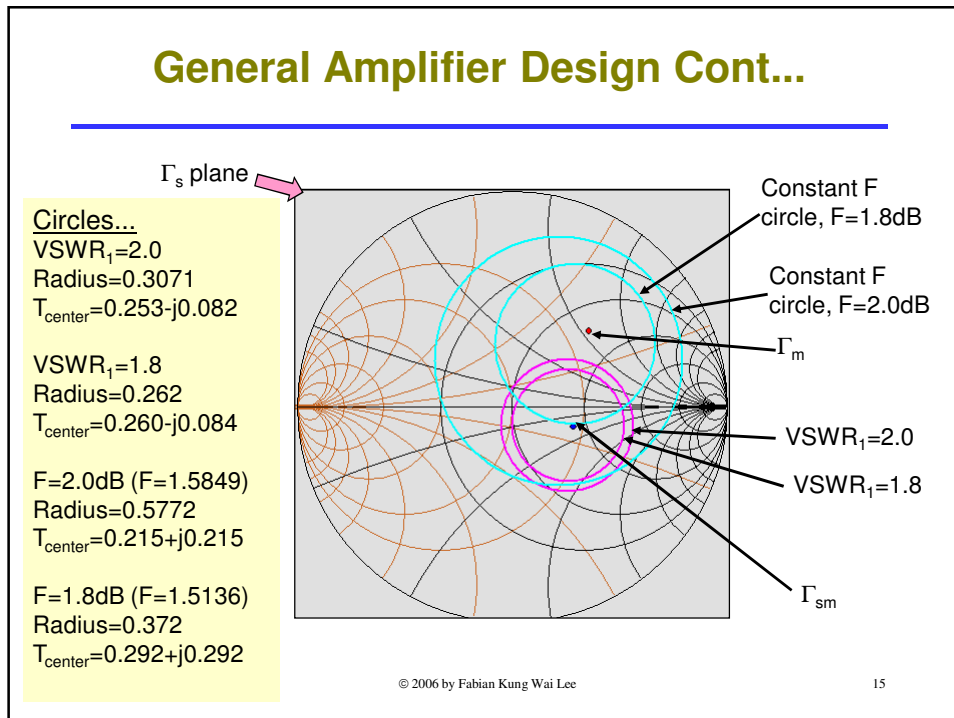 General Amplifier Design Cont...
Γs plane
Circles...
VSWR1=2.0
Radius=0.3071
Tcenter=0.253-j0.082
VSWR1=1.8
Radius=0.262
Tcenter=0.260-j0.084
F=2.0dB (F=1.5849)
Radius=0.5772
Tcenter=0.215+j0.215
F=1.8dB (F=1.5136)
Radius=0.372
Tcenter=0.292+j0.292
Constant F
circle, F=1.8dB
Constant F
circle, F=2.0dB
Γm
VSWR1=2.0
VSWR1=1.8
Γsm
© 2006 by Fabian Kung Wai Lee
15